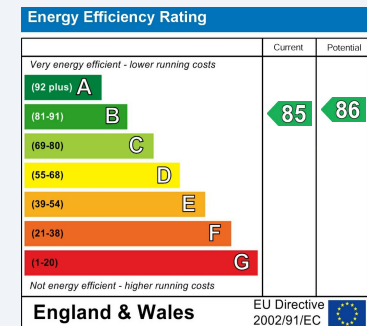 Energy Efficiency Rating
Current Potential
Very energy efficient - lower running costs
(92 plus) A
(81-91) B
85 86
(69-80) C
(55-68) D
(39-54) E
(21-38) F
(1-20) G
Not energy efficient - higher running costs
England & Wales
EU Directive
2002/91/EC